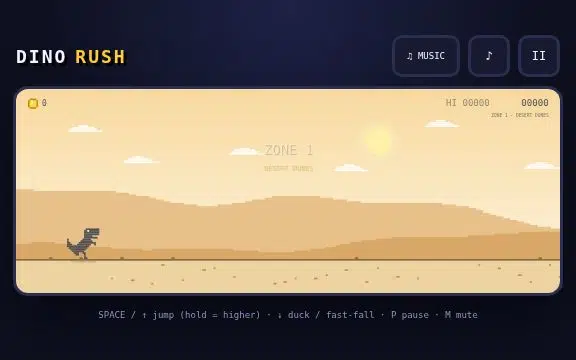 DINO RUSH
♫ MUSIC
♪
II
0
HI 00000 00000
ZONE 1 - DESERT DUNES
ZONE 1
DESERT DUNES
SPACE / ↑ jump (hold = higher) · ↓ duck / fast-fall · P pause · M mute